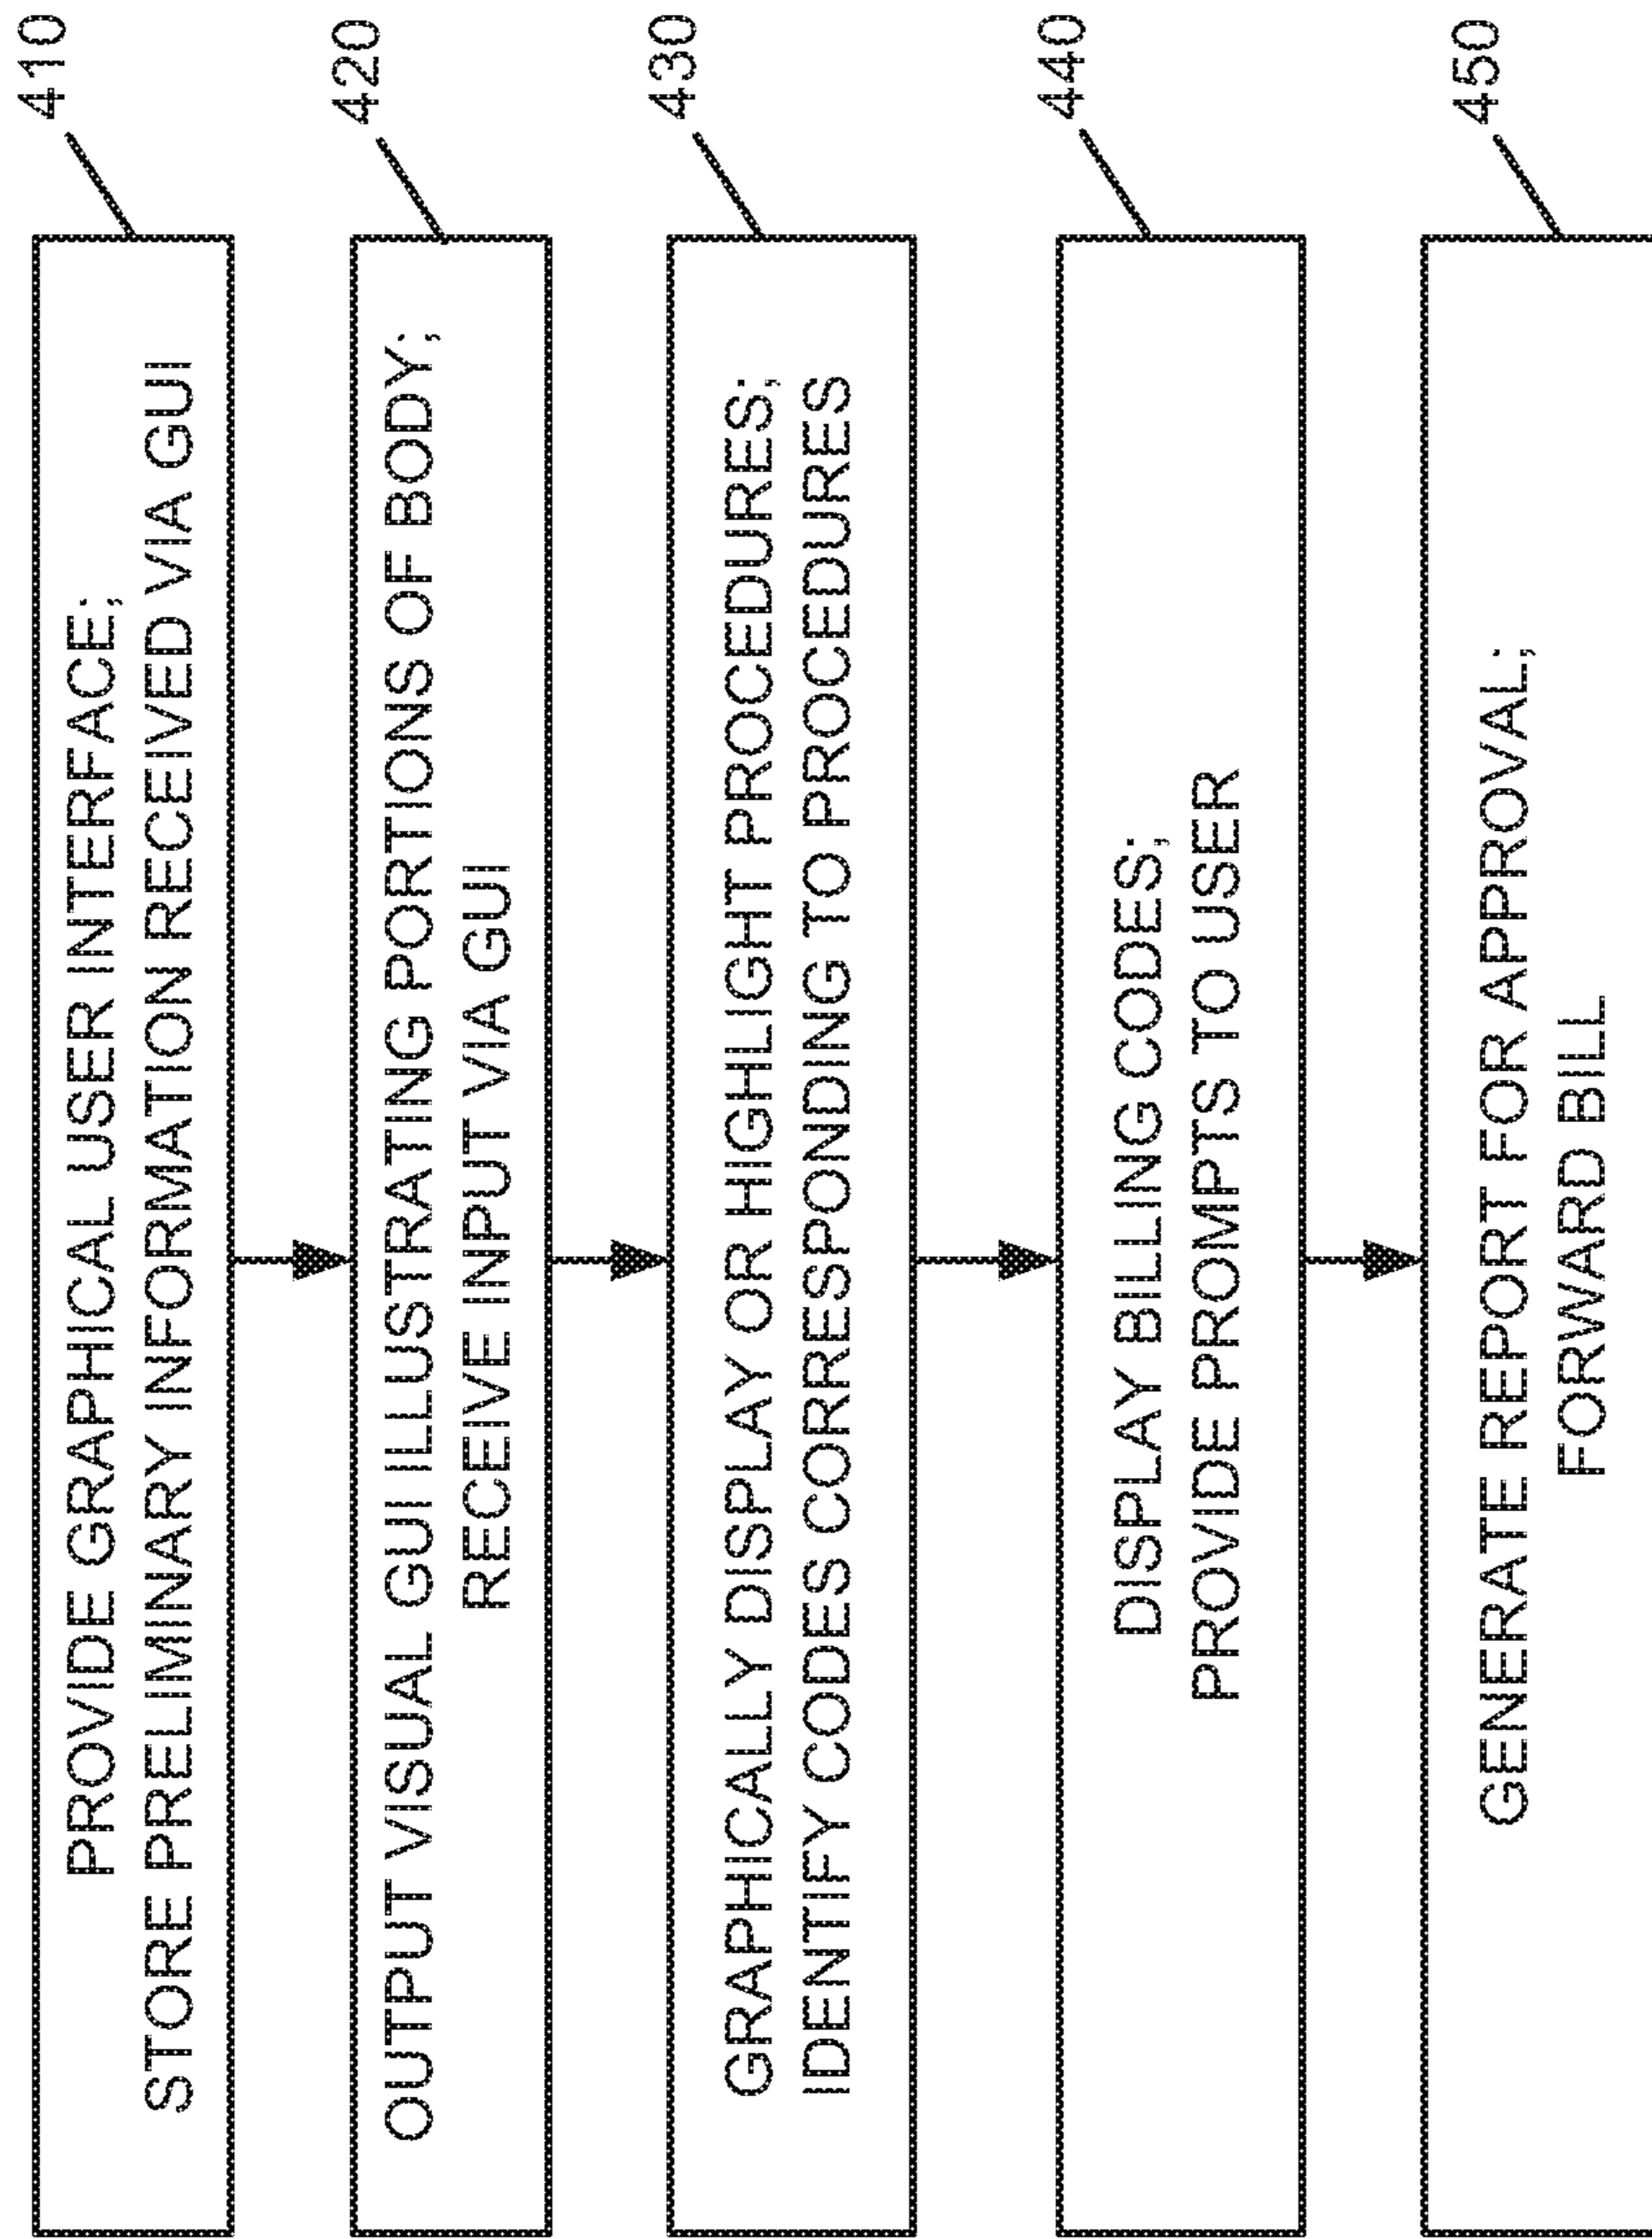 410
PROVIDE GRAPHICAL USER INTERFACE;
STORE PRELIMINARY INFORMATION RECEIVED VIA GUI
420
OUTPUT VISUAL GUI ILLUSTRATING PORTIONS OF BODY;
RECEIVE INPUT VIA GUI
430
GRAPHICALLY DISPLAY OR HIGHLIGHT PROCEDURES;
IDENTIFY CODES CORRESPONDING TO PROCEDURES
440
DISPLAY BILLING CODES;
PROVIDE PROMPTS TO USER
450
GENERATE REPORT FOR APPROVAL;
FORWARD BILL